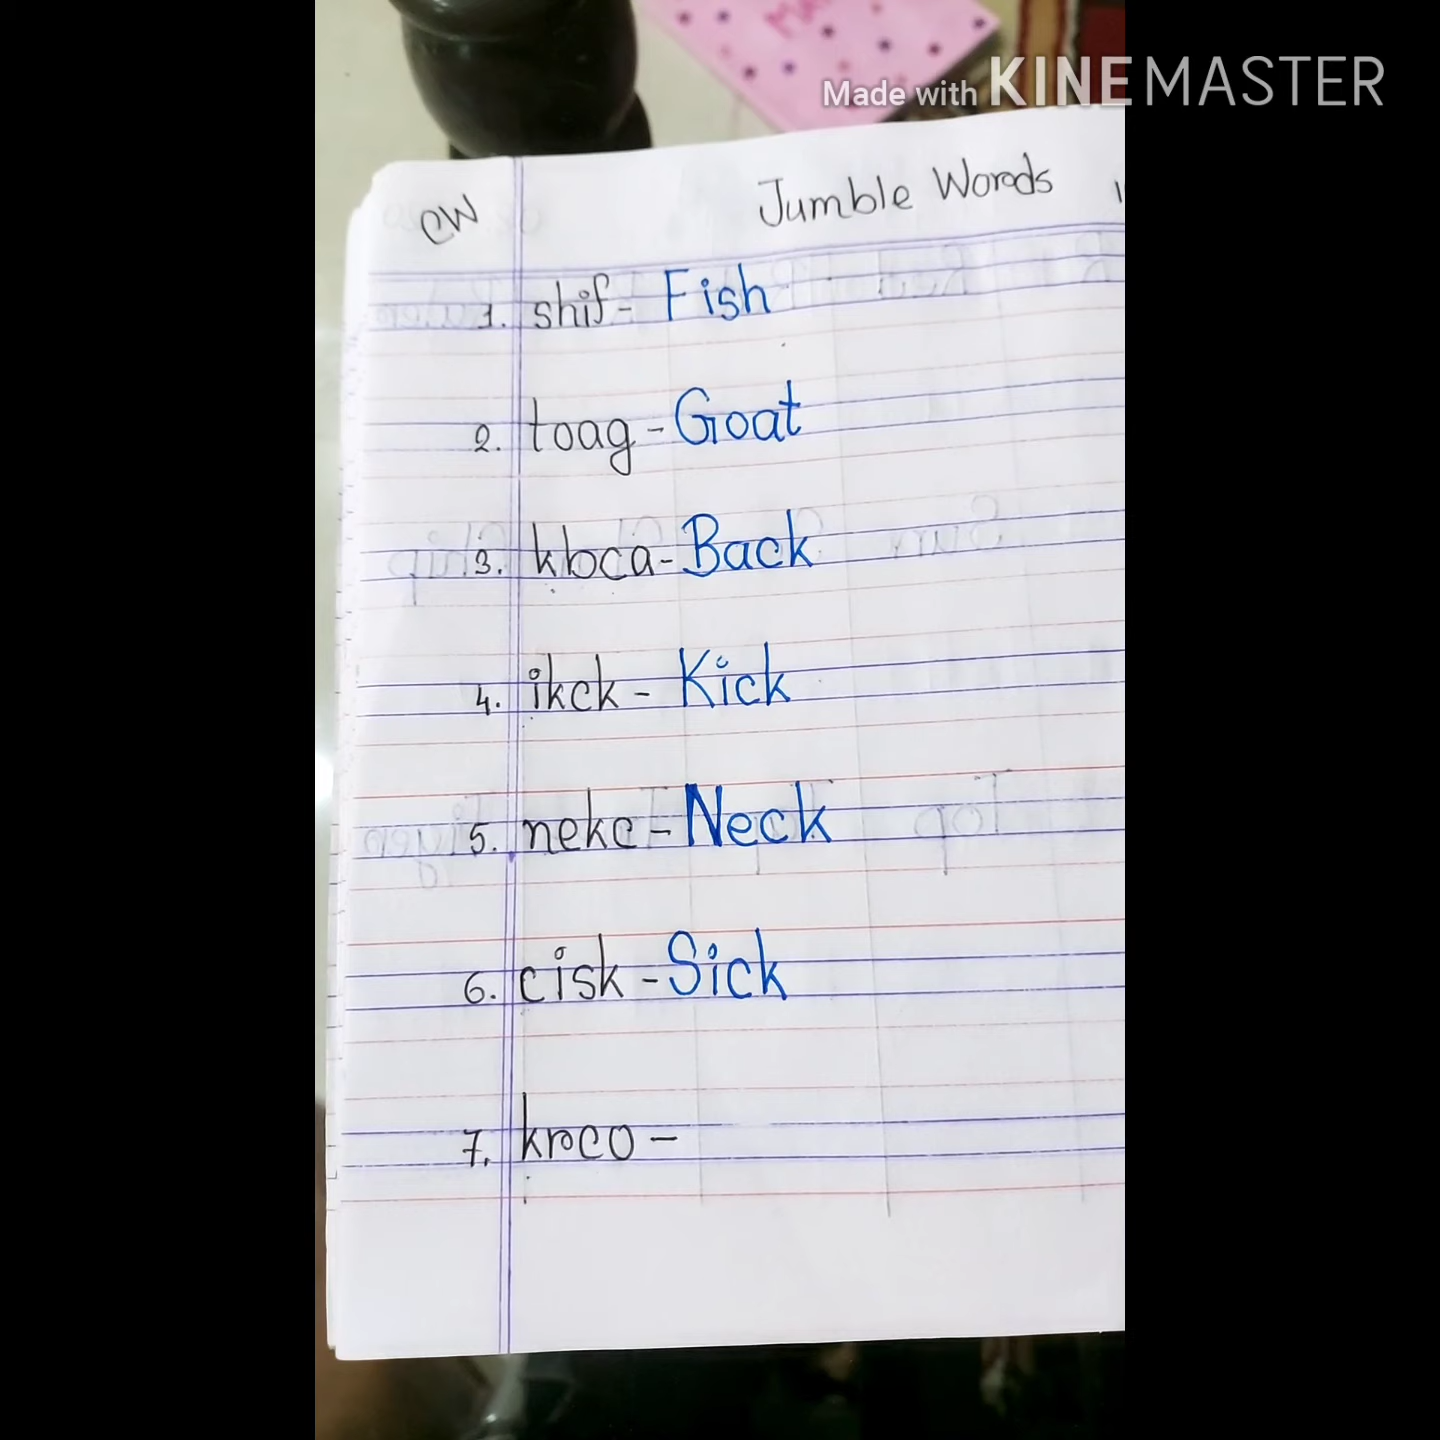 Made with KINEMASTER
CW
Jumble Words
1. shif - Fish
2. toag - Goat
3. kbca - Back
4. ikck - Kick
5. nekc - Neck
6. cisk - Sick
7. krco -